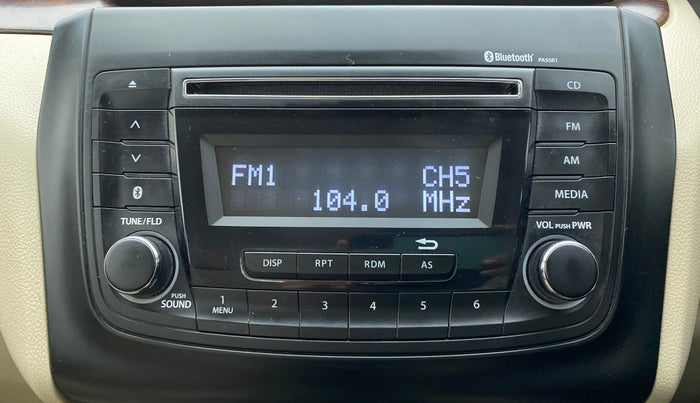 Bluetooth® PA55R1
CD
FM
AM
MEDIA
FM1 CH5
104.0 MHz
TUNE/FLD
VOL PUSH PWR
DISP RPT RDM AS
PUSH
SOUND
1 2 3 4 5 6
MENU